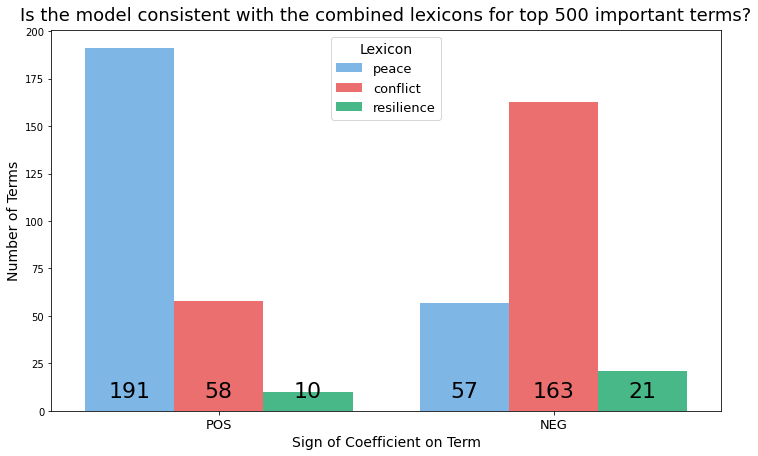 Is the model consistent with the combined lexicons for top 500 important terms?
Lexicon
peace
conflict
resilience
Number of Terms
200
175
150
125
100
75
50
25
0
191
58
10
57
163
21
POS
NEG
Sign of Coefficient on Term